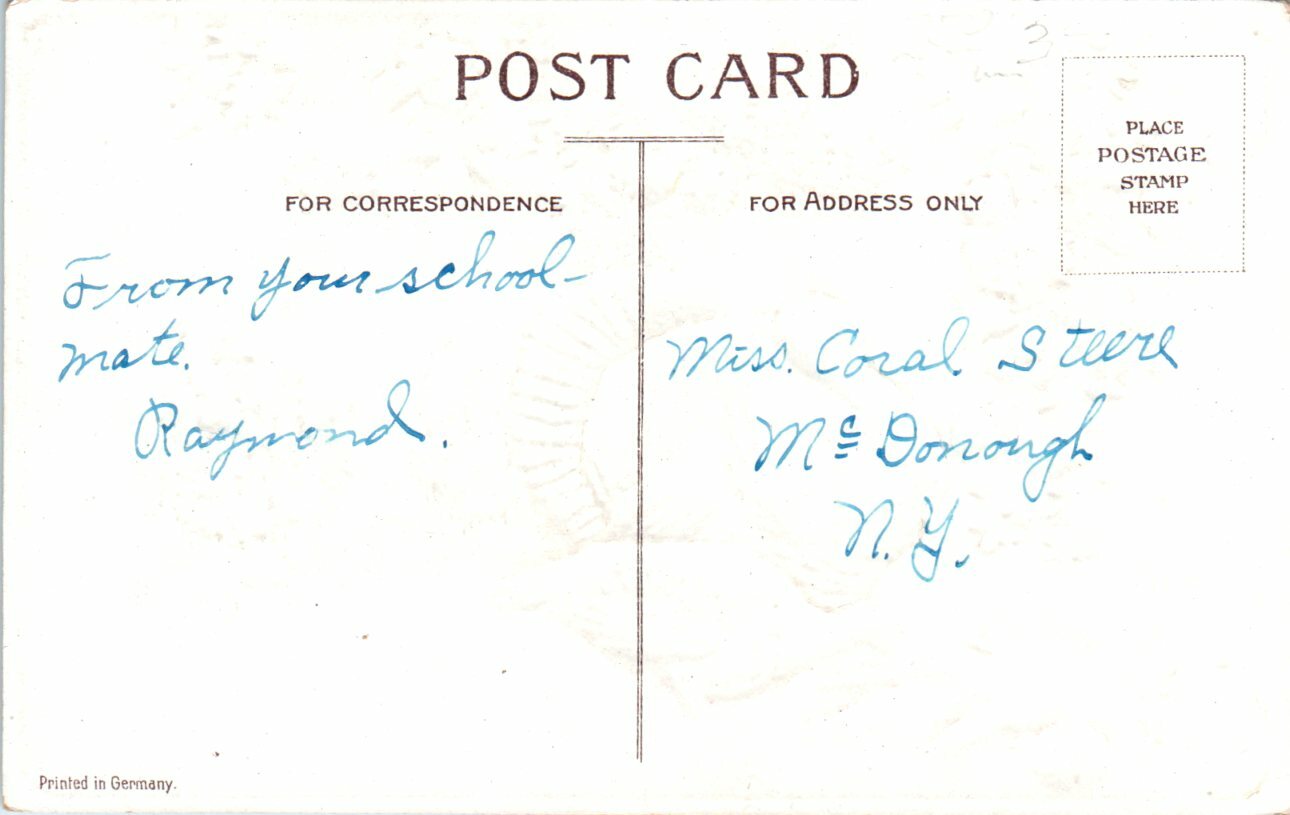 3
POST CARD
PLACE
POSTAGE
STAMP
HERE
FOR CORRESPONDENCE
FOR ADDRESS ONLY
From your school-
mate.
Raymond.
Miss. Coral Steere
Mc Donough
N.Y.
Printed in Germany.